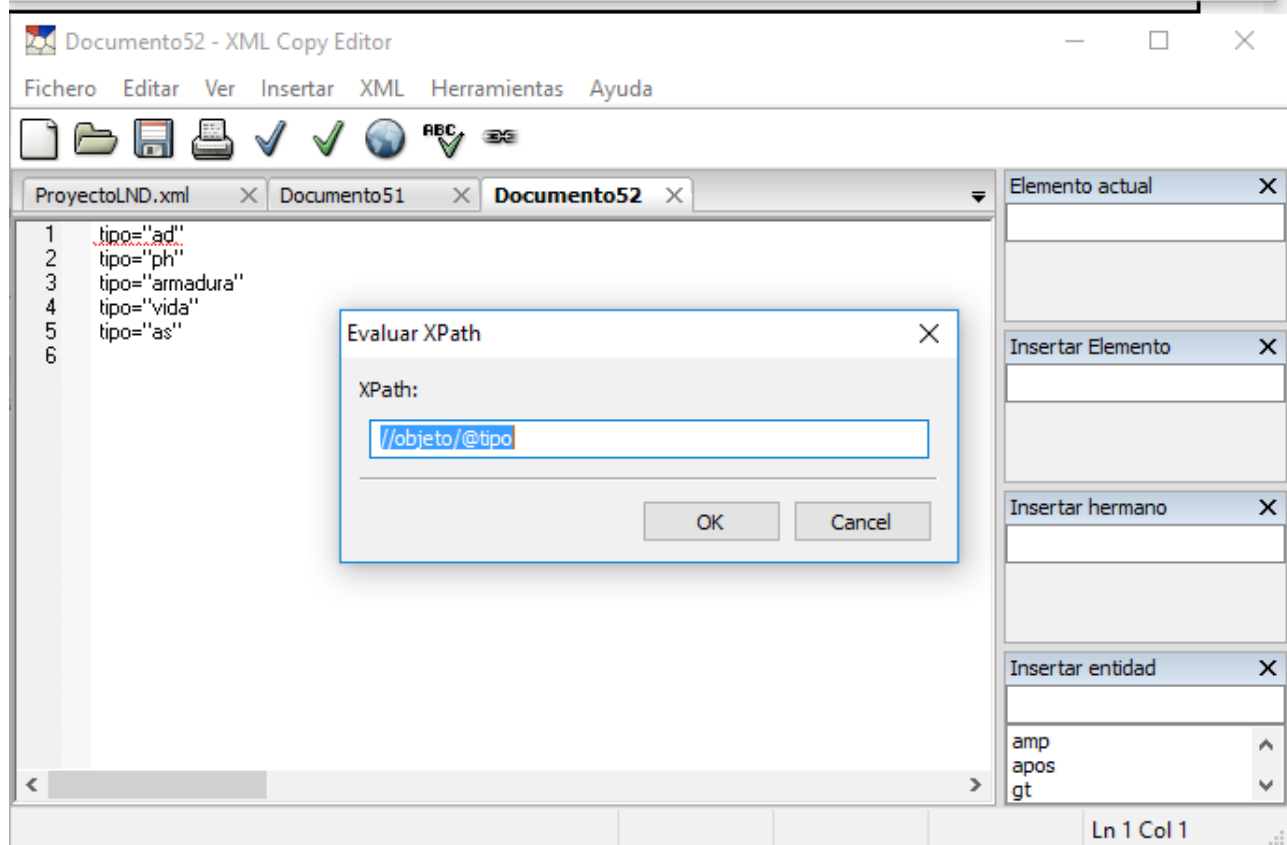 Documento52 - XML Copy Editor
Fichero Editar Ver Insertar XML Herramientas Ayuda
ABC
ProyectoLND.xml Documento51 Documento52
1 tipo="ad"
2 tipo="ph"
3 tipo="armadura"
4 tipo="vida"
5 tipo="as"
6
Evaluar XPath
XPath:
//objeto/@tipo
OK Cancel
Elemento actual
Insertar Elemento
Insertar hermano
Insertar entidad
amp
apos
gt
Ln 1 Col 1